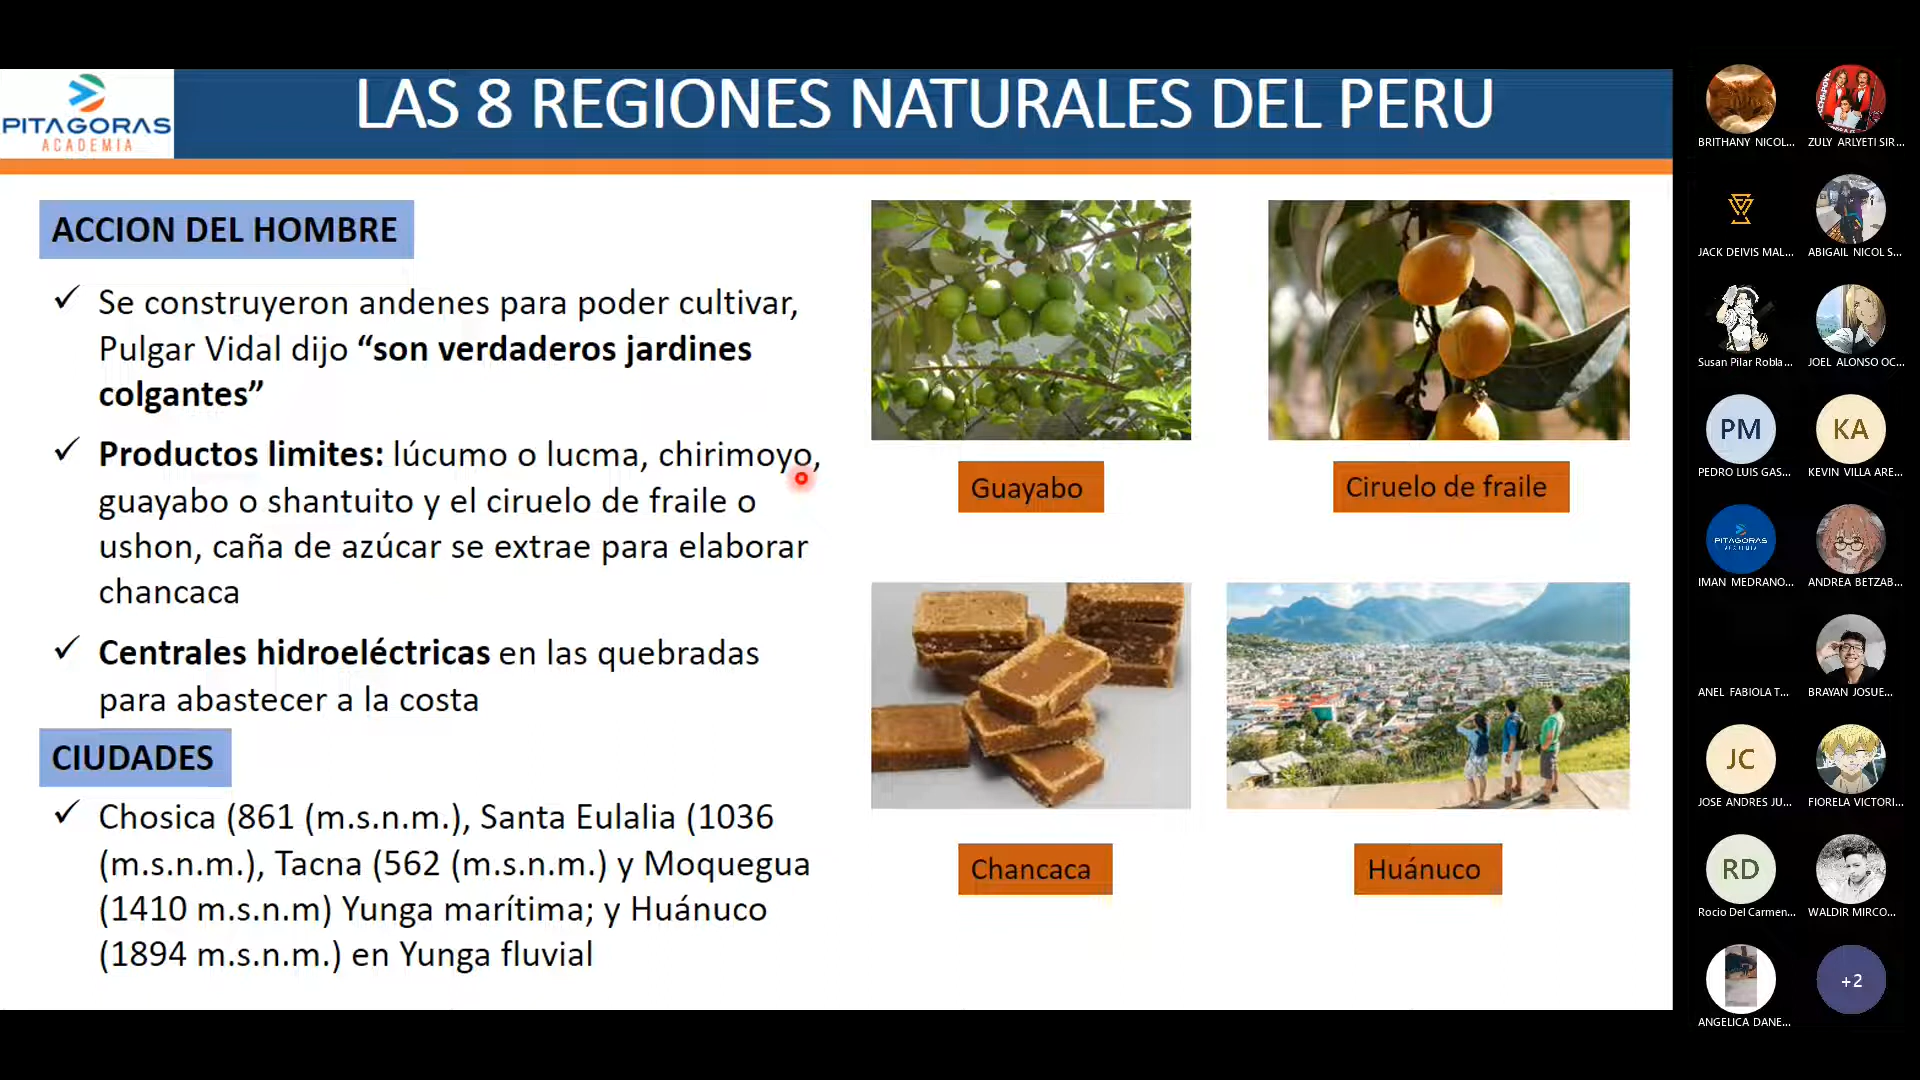 PITAGORAS
ACADEMIA
LAS 8 REGIONES NATURALES DEL PERU
ACCION DEL HOMBRE
✓ Se construyeron andenes para poder cultivar,
Pulgar Vidal dijo “son verdaderos jardines
colgantes”
✓ Productos limites: lúcumo o lucma, chirimoyo,
guayabo o shantuito y el ciruelo de fraile o
ushon, caña de azúcar se extrae para elaborar
chancaca
✓ Centrales hidroeléctricas en las quebradas
para abastecer a la costa
CIUDADES
✓ Chosica (861 (m.s.n.m.), Santa Eulalia (1036
(m.s.n.m.), Tacna (562 (m.s.n.m.) y Moquegua
(1410 m.s.n.m) Yunga marítima; y Huánuco
(1894 m.s.n.m.) en Yunga fluvial
Guayabo
Ciruelo de fraile
Chancaca
Huánuco
BRITHANY NICOL...
ZULY ARLYETI SIR...
JACK DEIVIS MAL...
ABIGAIL NICOL S...
Susan Pilar Robla...
JOEL ALONSO OC...
PM
KA
PEDRO LUIS GAS...
KEVIN VILLA ARE...
PITAGORAS
IMAN MEDRANO...
ANDREA BETZAB...
ANEL FABIOLA T...
BRAYAN JOSUE...
JC
JOSE ANDRES JU...
FIORELA VICTORI...
RD
Rocio Del Carmen...
WALDIR MIRCO...
+2
ANGELICA DANE...